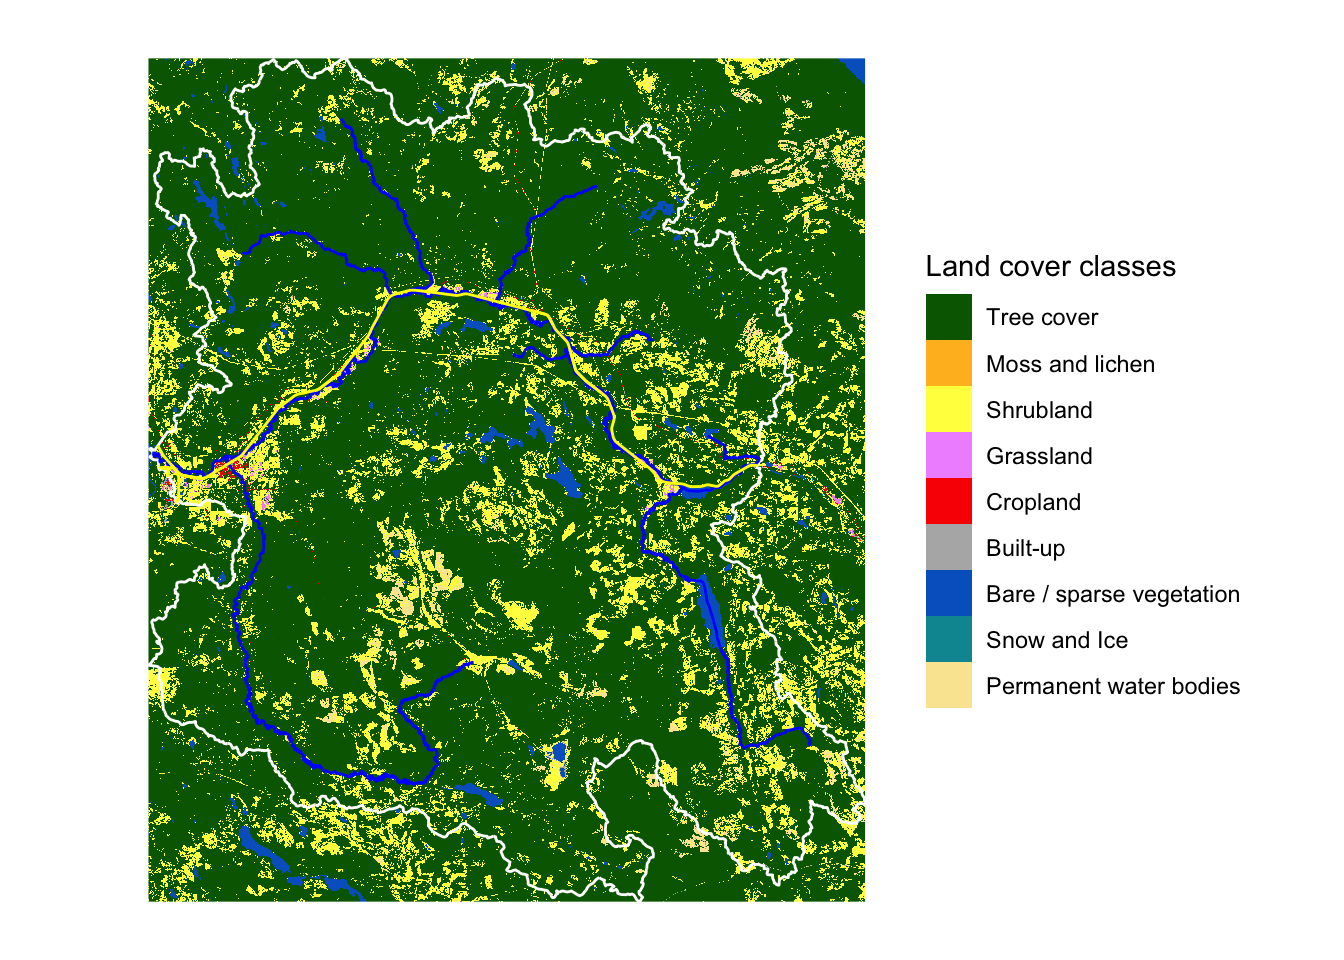 Land cover classes
Tree cover
Moss and lichen
Shrubland
Grassland
Cropland
Built-up
Bare / sparse vegetation
Snow and Ice
Permanent water bodies